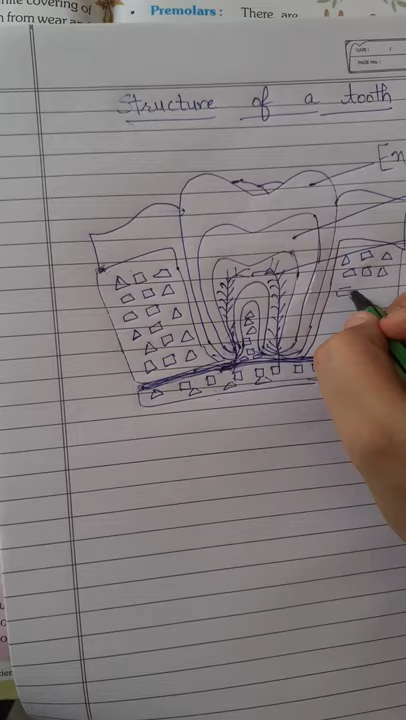 covering of
from wear
Premolars : There are
DATE : / /
PAGE No. :
Structure of a tooth